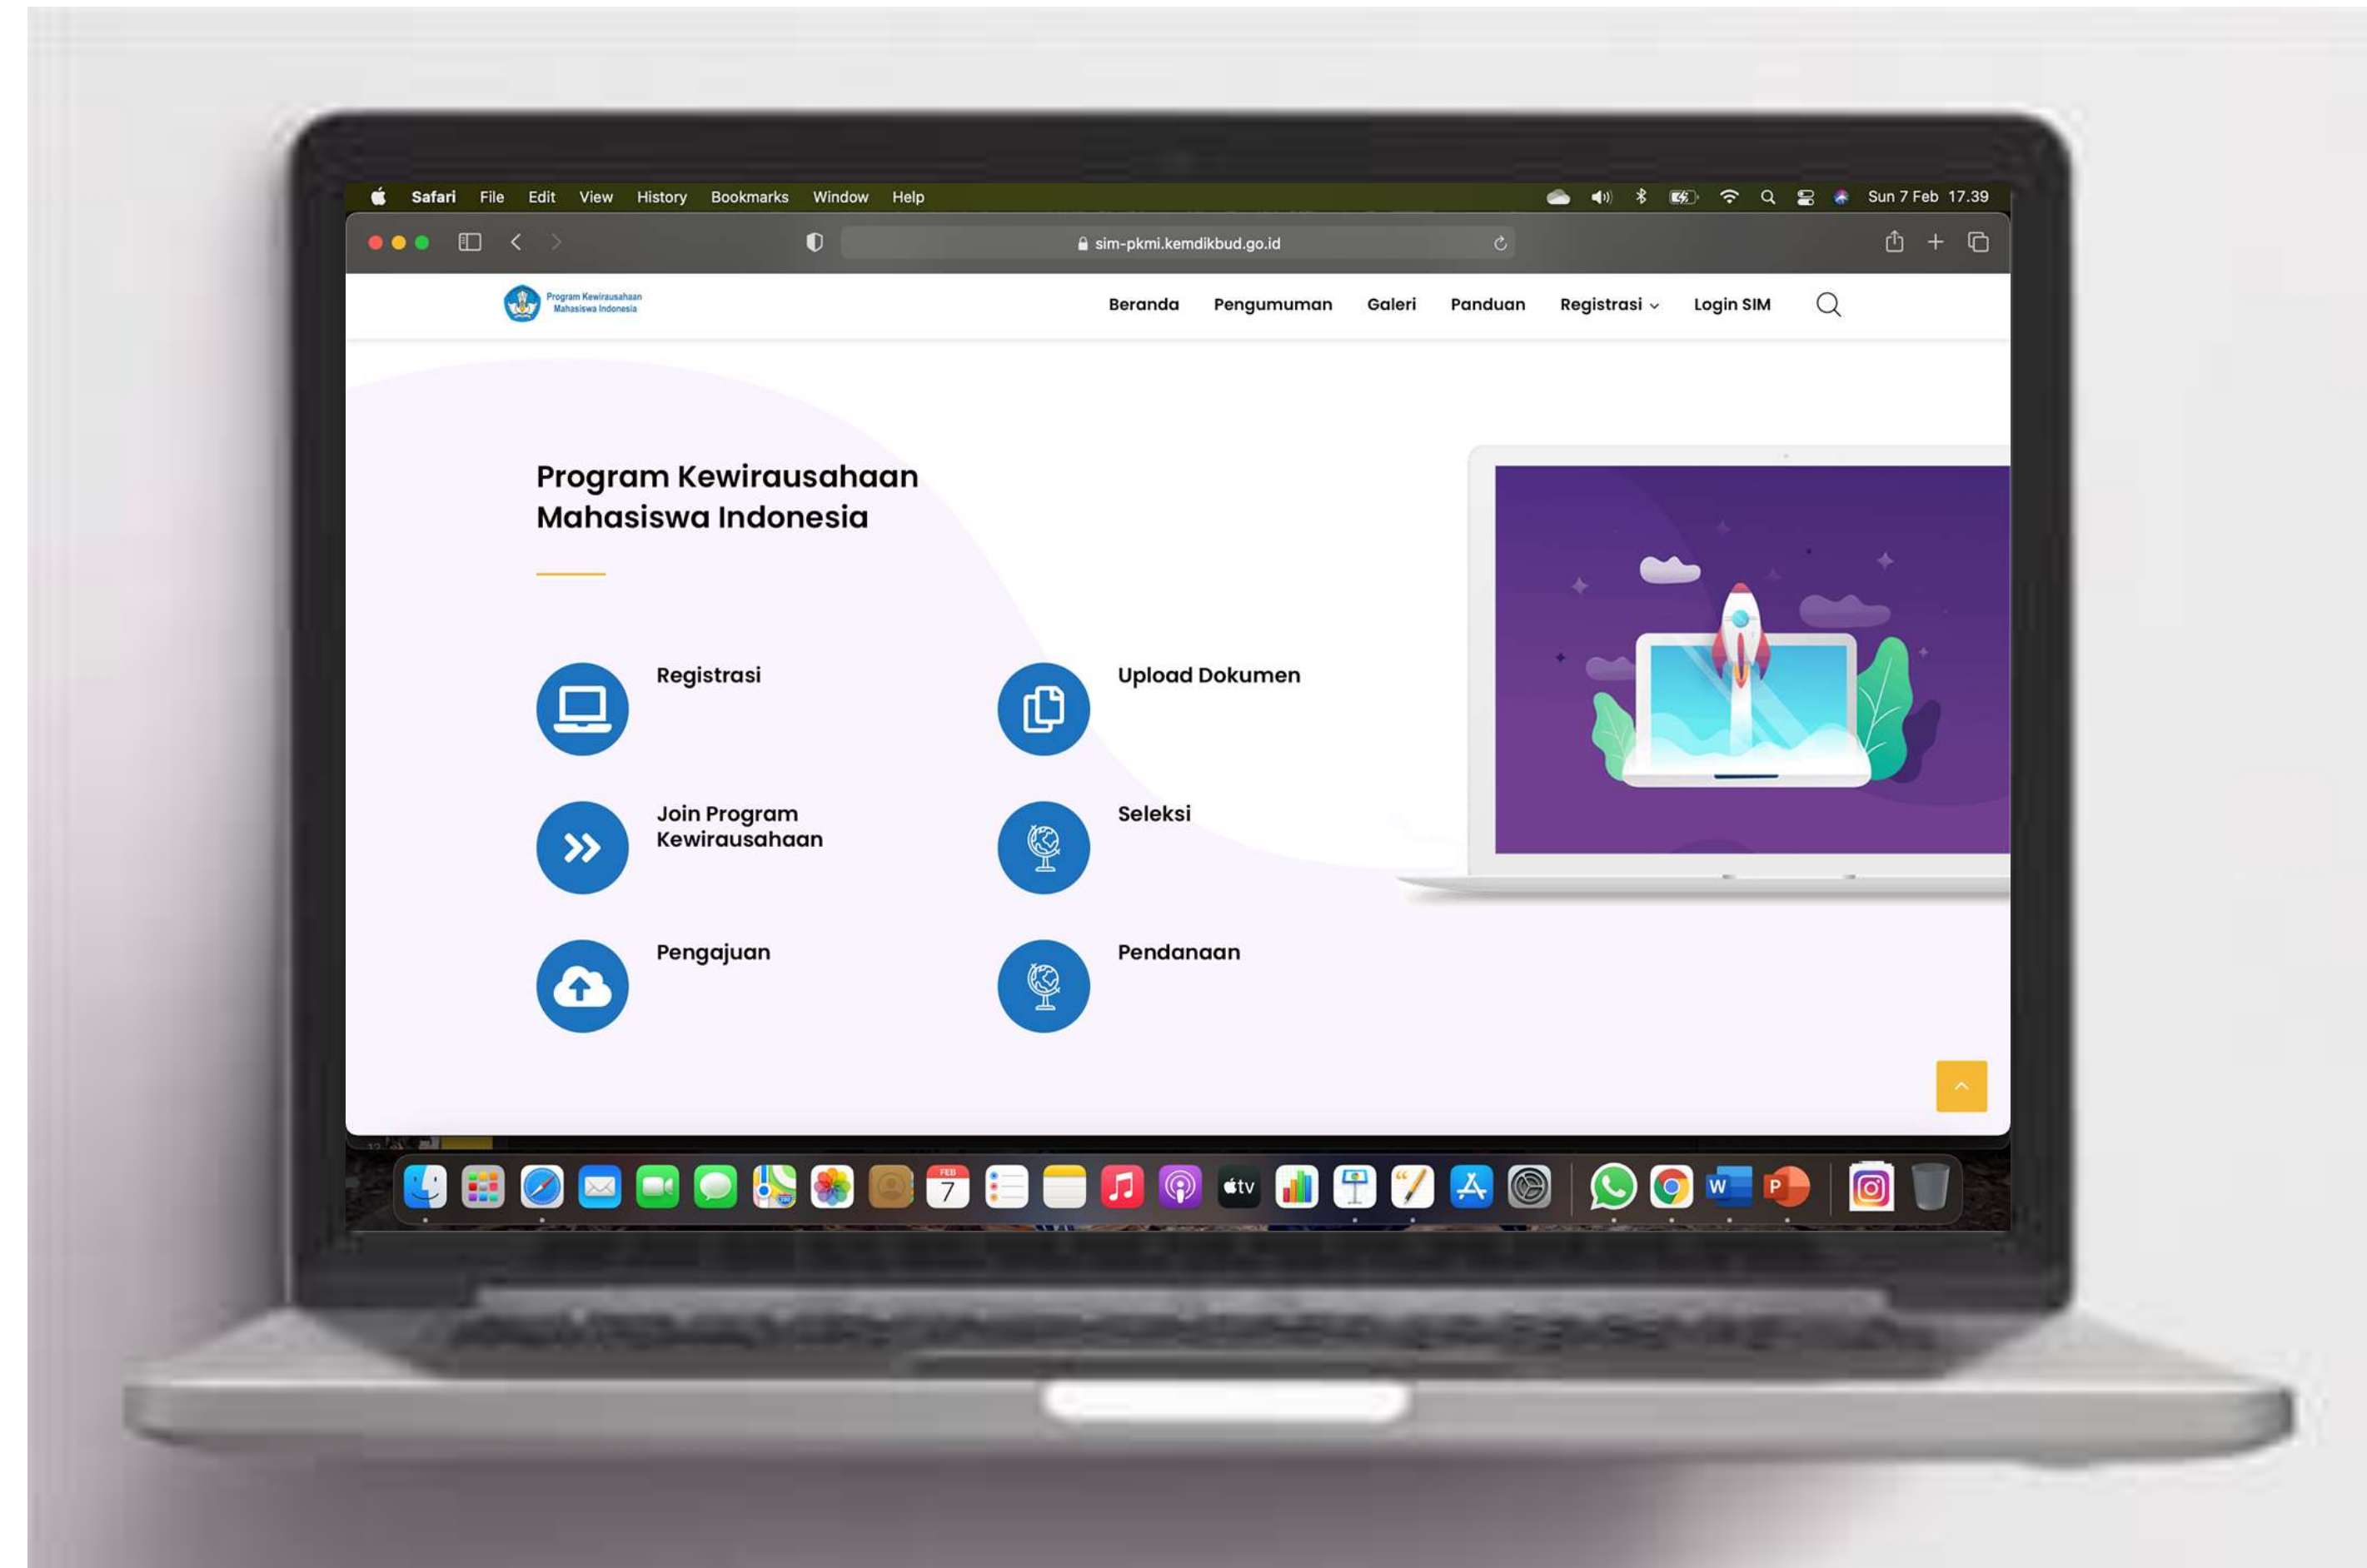 Safari File Edit View History Bookmarks Window Help Sun 7 Feb 17.39
sim-pkmi.kemdikbud.go.id
Program Kewirausahaan
Mahasiswa Indonesia
Beranda Pengumuman Galeri Panduan Registrasi Login SIM
Program Kewirausahaan
Mahasiswa Indonesia
Registrasi
Upload Dokumen
Join Program
Kewirausahaan
Seleksi
Pengajuan
Pendanaan
FEB
7
tv
W
P